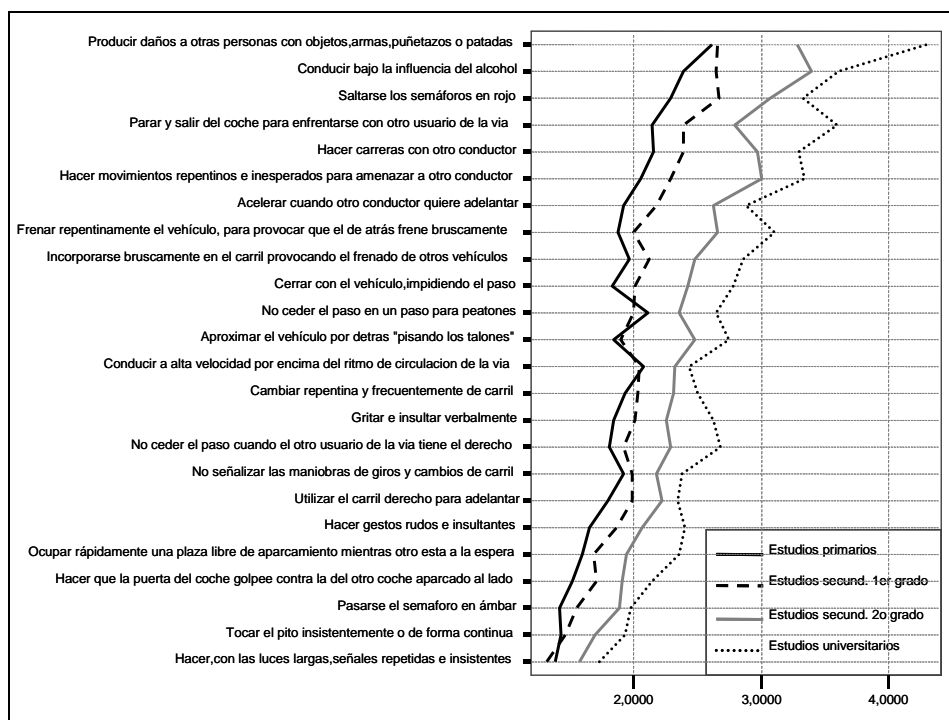 Producir daños a otras personas con objetos,armas,puñetazos o patadas
Conducir bajo la influencia del alcohol
Saltarse los semáforos en rojo
Parar y salir del coche para enfrentarse con otro usuario de la via
Hacer carreras con otro conductor
Hacer movimientos repentinos e inesperados para amenazar a otro conductor
Acelerar cuando otro conductor quiere adelantar
Frenar repentinamente el vehículo, para provocar que el de atrás frene bruscamente
Incorporarse bruscamente en el carril provocando el frenado de otros vehículos
Cerrar con el vehículo,impidiendo el paso
No ceder el paso en un paso para peatones
Aproximar el vehículo por detras "pisando los talones"
Conducir a alta velocidad por encima del ritmo de circulacion de la via
Cambiar repentina y frecuentemente de carril
Gritar e insultar verbalmente
No ceder el paso cuando el otro usuario de la via tiene el derecho
No señalizar las maniobras de giros y cambios de carril
Utilizar el carril derecho para adelantar
Hacer gestos rudos e insultantes
Ocupar rápidamente una plaza libre de aparcamiento mientras otro esta a la espera
Hacer que la puerta del coche golpee contra la del otro coche aparcado al lado
Pasarse el semaforo en ámbar
Tocar el pito insistentemente o de forma continua
Hacer,con las luces largas,señales repetidas e insistentes
Estudios primarios
Estudios secund. 1er grado
Estudios secund. 2o grado
Estudios universitarios
2,0000 3,0000 4,0000